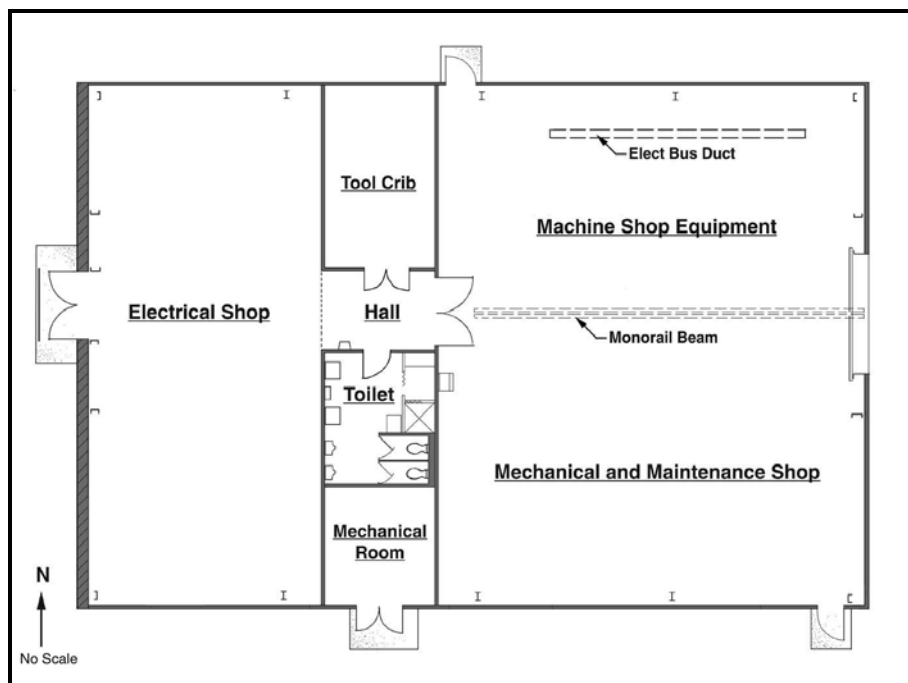 Elect Bus Duct
Tool Crib
Machine Shop Equipment
Electrical Shop
Hall
Monorail Beam
Toilet
Mechanical and Maintenance Shop
Mechanical
Room
N
No Scale